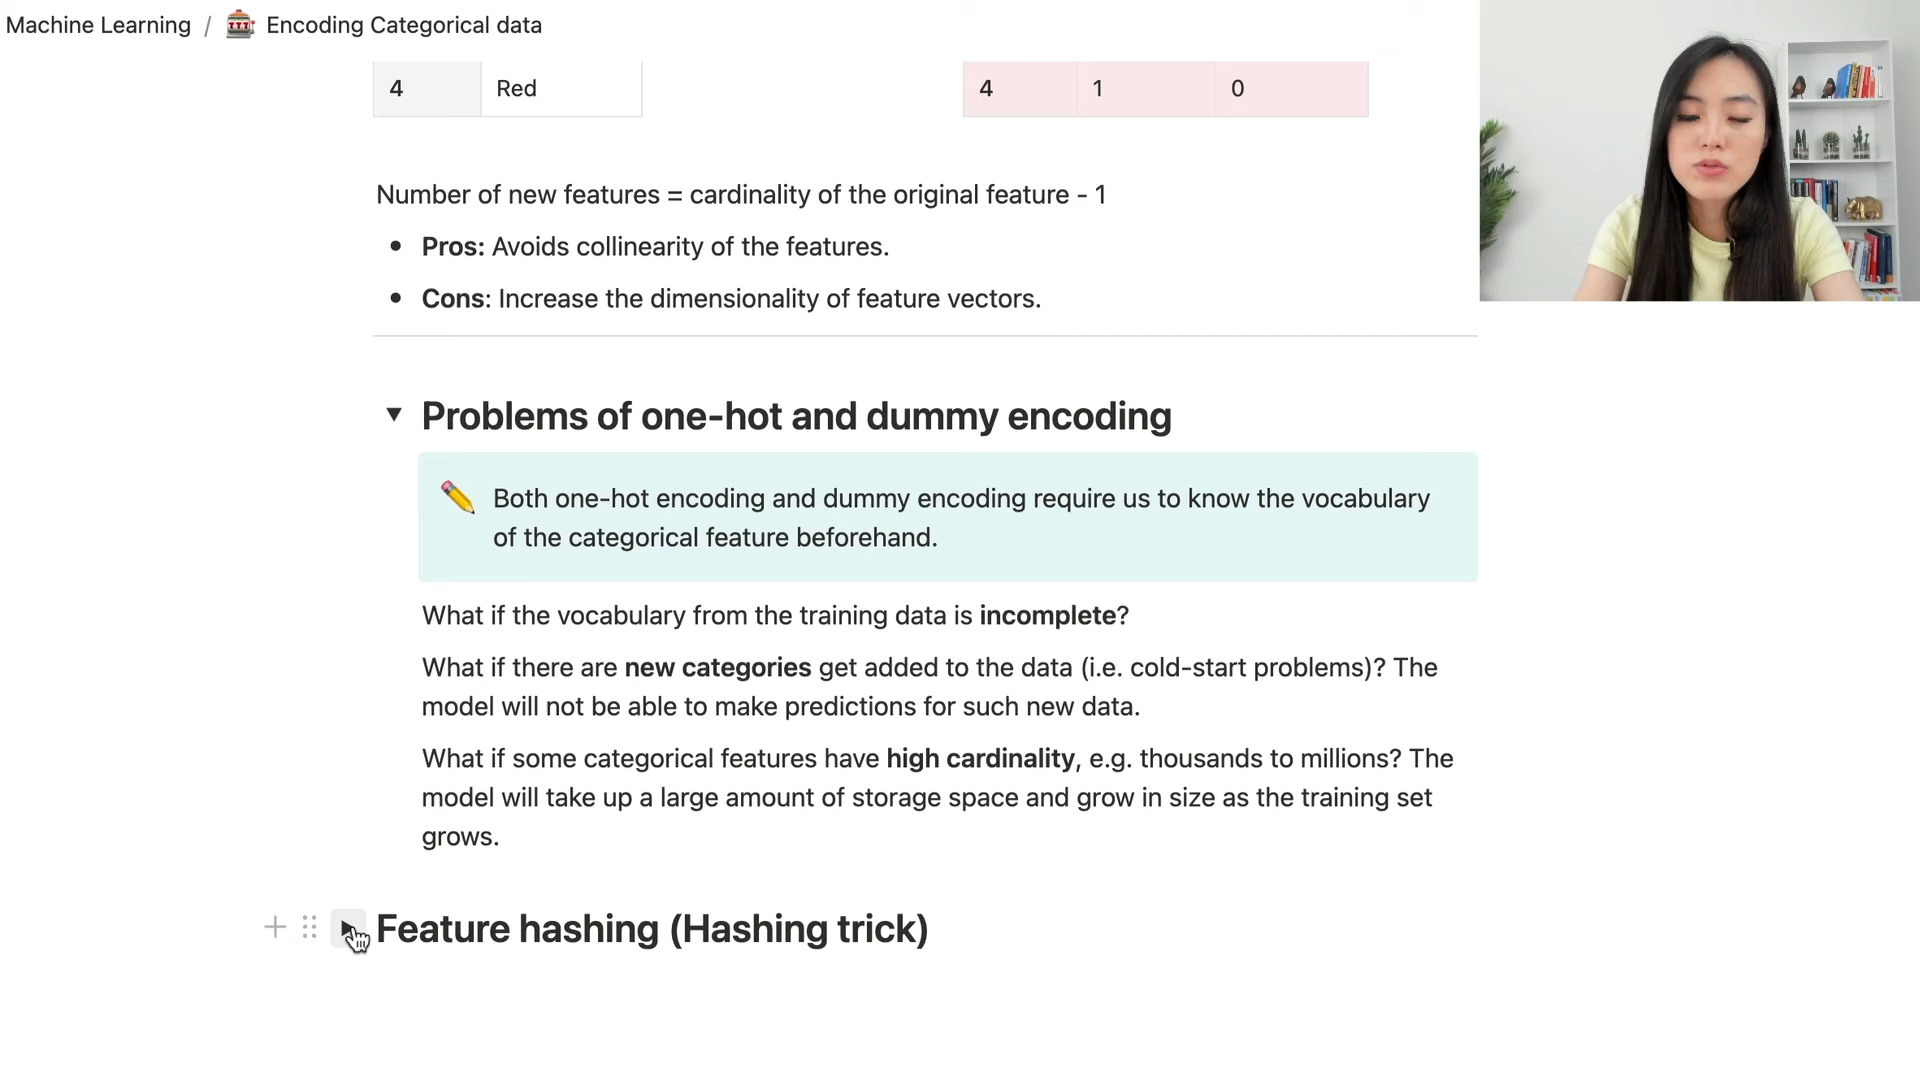 Machine Learning / Encoding Categorical data
4 Red 4 1 0
Number of new features = cardinality of the original feature - 1
• Pros: Avoids collinearity of the features.
• Cons: Increase the dimensionality of feature vectors.
Problems of one-hot and dummy encoding
Both one-hot encoding and dummy encoding require us to know the vocabulary
of the categorical feature beforehand.
What if the vocabulary from the training data is incomplete?
What if there are new categories get added to the data (i.e. cold-start problems)? The
model will not be able to make predictions for such new data.
What if some categorical features have high cardinality, e.g. thousands to millions? The
model will take up a large amount of storage space and grow in size as the training set
grows.
Feature hashing (Hashing trick)